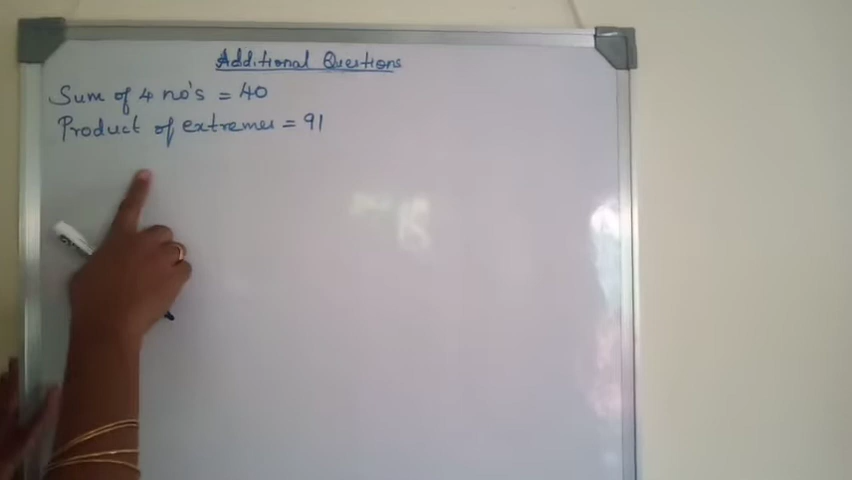 Additional Questions
Sum of 4 no's = 40
Product of extremes = 91